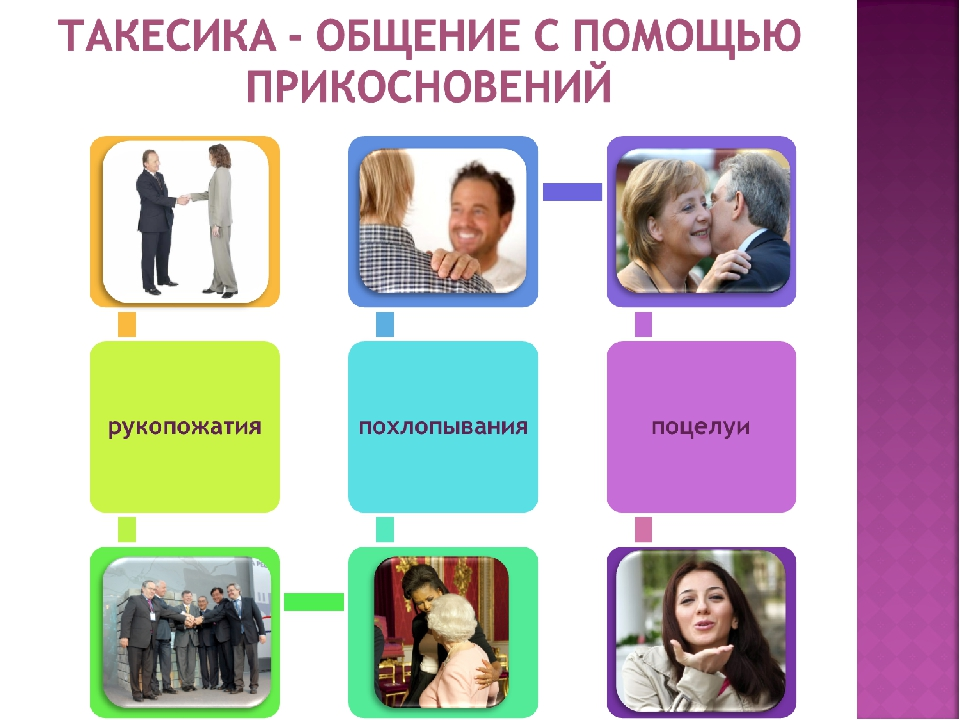 ТАКЕСИКА - ОБЩЕНИЕ С ПОМОЩЬЮ
ПРИКОСНОВЕНИЙ
рукопожатия
похлопывания
поцелуи